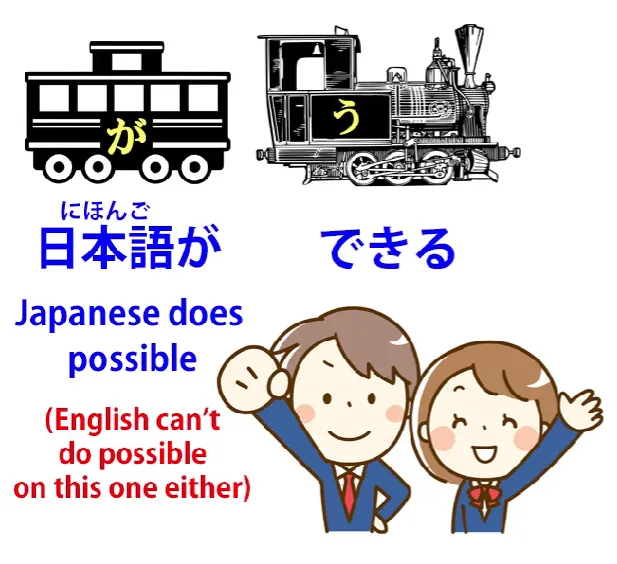 が
う
にほんご
日本語が
できる
Japanese does
possible
(English can't
do possible
on this one either)